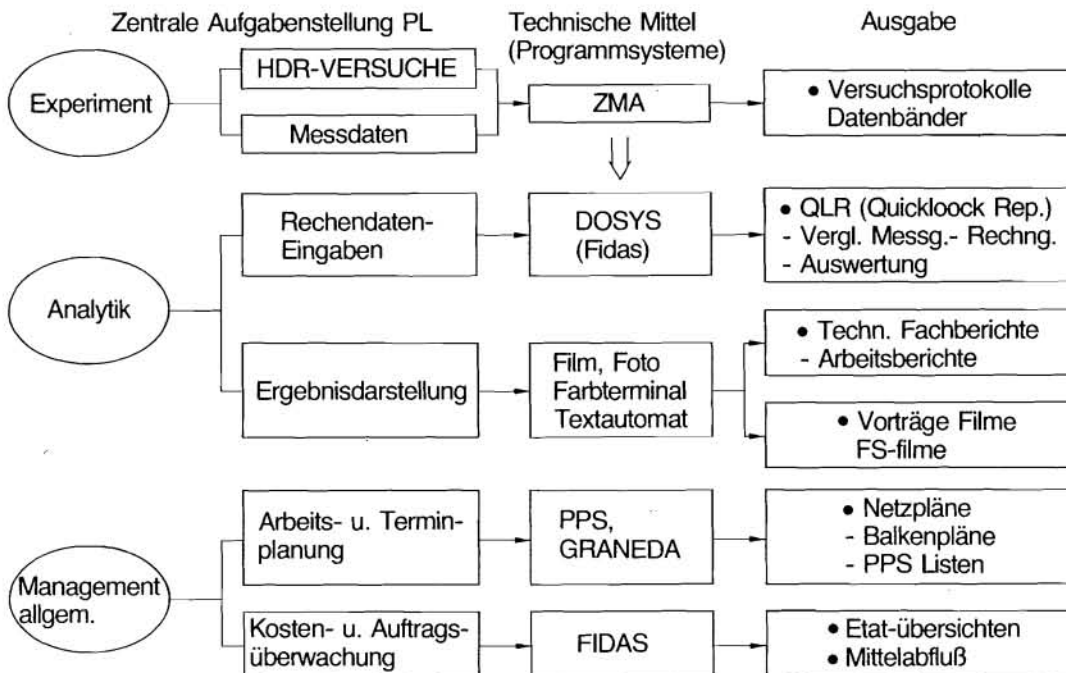 Zentrale Aufgabenstellung PL
Technische Mittel
(Programmsysteme)
Ausgabe
Experiment
HDR-VERSUCHE
Messdaten
ZMA
• Versuchsprotokolle
Datenbänder
Analytik
Rechendaten-
Eingaben
DOSYS
(Fidas)
• QLR (Quickloock Rep.)
- Vergl. Messg.- Rechng.
- Auswertung
Ergebnisdarstellung
Film, Foto
Farbterminal
Textautomat
• Techn. Fachberichte
- Arbeitsberichte
• Vorträge Filme
FS-filme
Management
allgem.
Arbeits- u. Termin-
planung
PPS,
GRANEDA
• Netzpläne
- Balkenpläne
- PPS Listen
Kosten- u. Auftrags-
überwachung
FIDAS
• Etat-übersichten
• Mittelabfluß